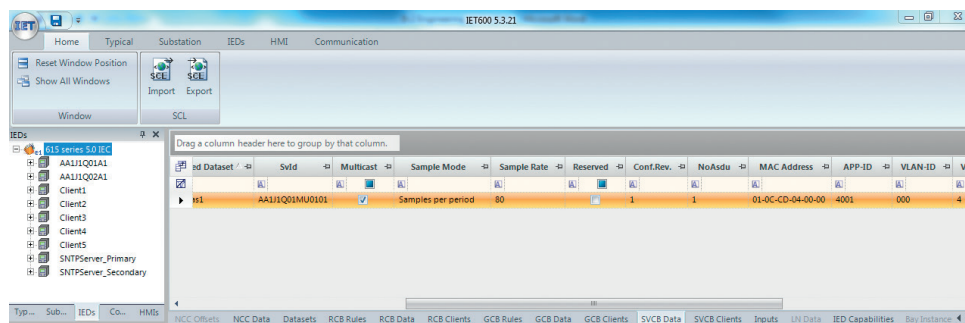 IET600 5.3.21
IET
Home Typical Substation IEDs HMI Communication
Reset Window Position
Show All Windows
SCL SCL
Import Export
Window SCL
IEDs
615 series 5.0 IEC
AA1J1Q01A1
AA1J1Q02A1
Client1
Client2
Client3
Client4
Client5
SNTPServer_Primary
SNTPServer_Secondary
Typ... Sub... IEDs Co... HMIs
Drag a column header here to group by that column.
ed Dataset SvId Multicast Sample Mode Sample Rate Reserved Conf.Rev. NoAsdu MAC Address APP-ID VLAN-ID V
AA1J1Q01MU0101 Samples per period 80 1 1 01-0C-CD-04-00-00 4001 000 4
NCC Offsets NCC Data Datasets RCB Rules RCB Data RCB Clients GCB Rules GCB Data GCB Clients SVCB Data SVCB Clients Inputs LN Data IED Capabilities Bay Instance